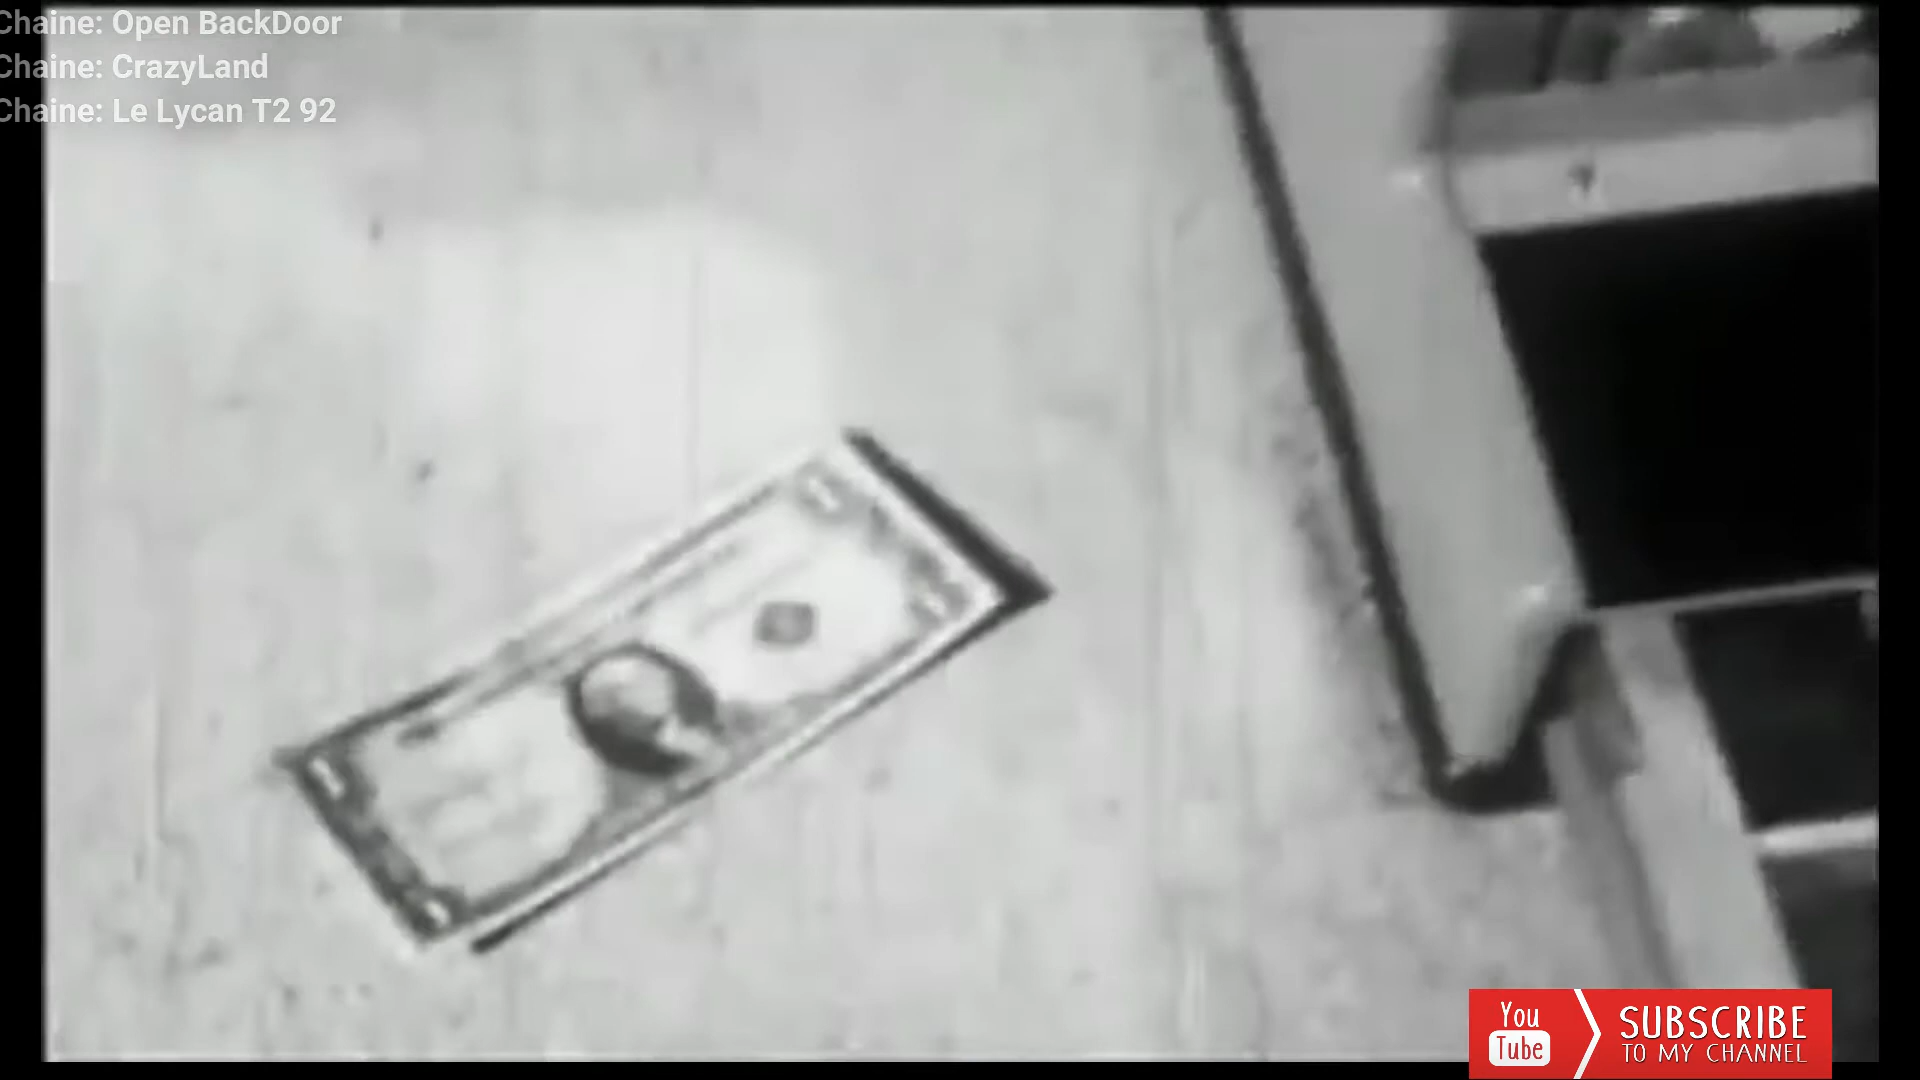 Chaine: Open BackDoor
Chaine: CrazyLand
Chaine: Le Lycan T2 92
You
Tube
SUBSCRIBE
TO MY CHANNEL